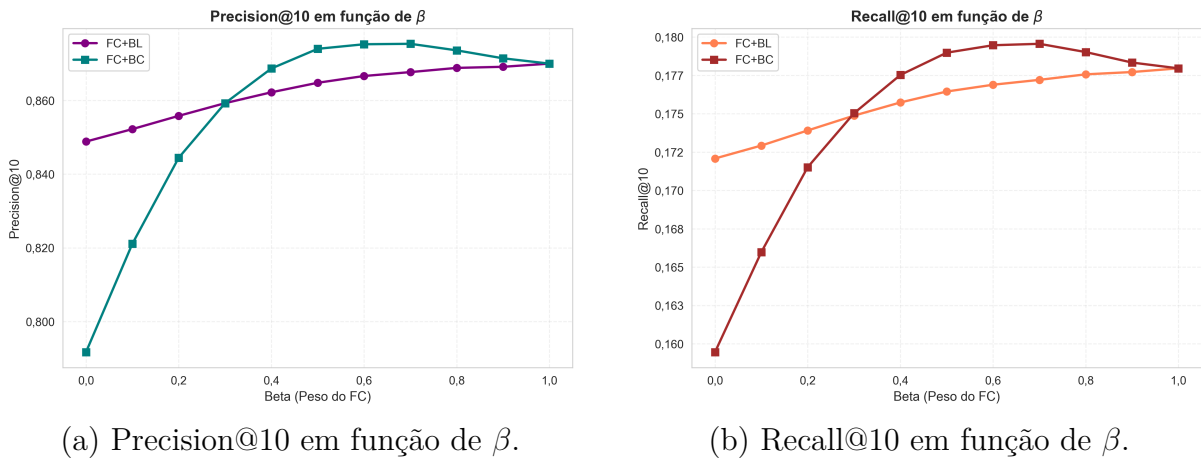 Precision@10 em função de β
FC+BL
FC+BC
Precision@10
0,860
0,840
0,820
0,800
0,0 0,2 0,4 0,6 0,8 1,0
Beta (Peso do FC)
(a) Precision@10 em função de β.
Recall@10 em função de β
FC+BL
FC+BC
Recall@10
0,180
0,177
0,175
0,172
0,170
0,168
0,165
0,163
0,160
0,0 0,2 0,4 0,6 0,8 1,0
Beta (Peso do FC)
(b) Recall@10 em função de β.